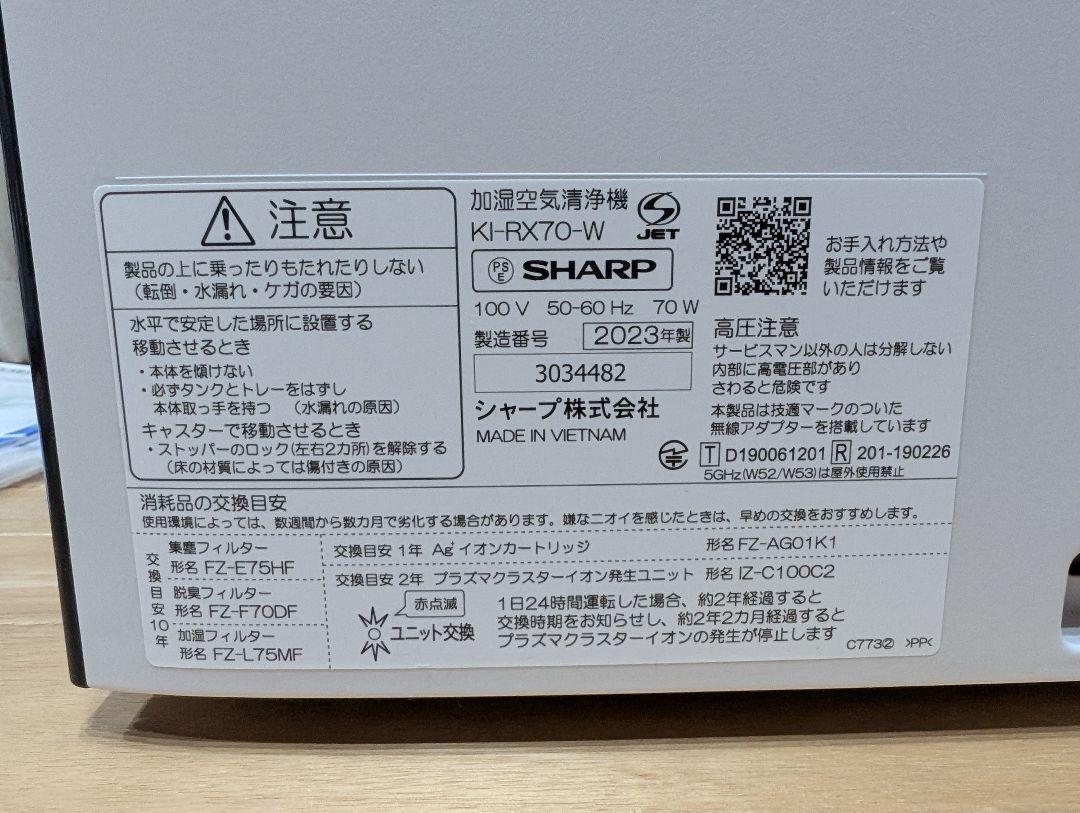 注意
製品の上に乗ったりもたれたりしない
（転倒・水漏れ・ケガの要因）
水平で安定した場所に設置する
移動させるとき
・本体を傾けない
・必ずタンクとトレーをはずし
本体取っ手を持つ （水漏れの原因）
キャスターで移動させるとき
・ストッパーのロック(左右2カ所)を解除する
（床の材質によっては傷付きの原因）
加湿空気清浄機
KI-RX70-W
JET
PS
E
SHARP
100 V 50-60 Hz 70 W
製造番号 2023年製
3034482
シャープ株式会社
MADE IN VIETNAM
お手入れ方法や
製品情報をご覧
いただけます
高圧注意
サービスマン以外の人は分解しない
内部に高電圧部があり
さわると危険です
本製品は技適マークのついた
無線アダプターを搭載しています
T D190061201 R 201-190226
5GHz(W52/W53)は屋外使用禁止
消耗品の交換目安
使用環境によっては、数週間から数カ月で劣化する場合があります。嫌なニオイを感じたときは、早めの交換をおすすめします。
交換目安10年
集塵フィルター
形名 FZ-E75HF
脱臭フィルター
形名 FZ-F70DF
加湿フィルター
形名 FZ-L75MF
交換目安 1年 Ag⁺イオンカートリッジ 形名 FZ-AG01K1
交換目安 2年 プラズマクラスターイオン発生ユニット 形名 IZ-C100C2
赤点滅
ユニット交換
1日24時間運転した場合、約2年経過すると
交換時期をお知らせし、約2年2カ月経過すると
プラズマクラスターイオンの発生が停止します
C773② >PP<